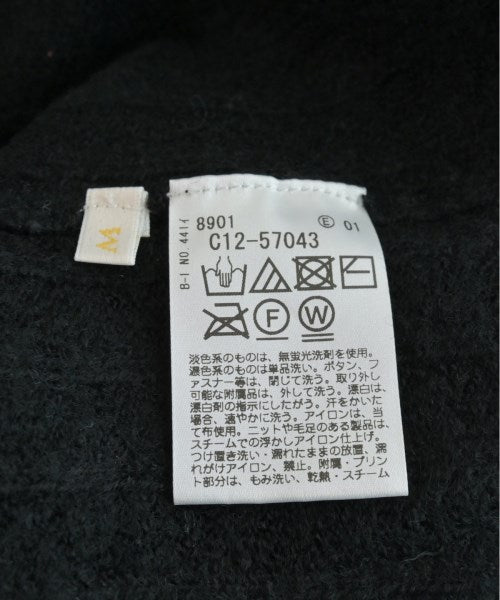 M
B-I NO 441イ
8901
E 01
C12-57043
F
W
淡色系のものは、無蛍光洗剤を使用。
濃色系のものは単品洗い。ボタン、フ
ァスナー等は、閉じて洗う。取り外し
可能な附属品は、外して洗う。漂白は、
漂白剤の指示にしたがう。汗をかいた
場合、速やかに洗う。アイロンは、当
て布使用。ニットや毛足のある製品は、
スチームでの浮かしアイロン仕上げ。
つけ置き洗い・濡れたままの放置、濡
れがけアイロン、禁止。附属・プリン
ト部分は、もみ洗い、乾熱・スチーム